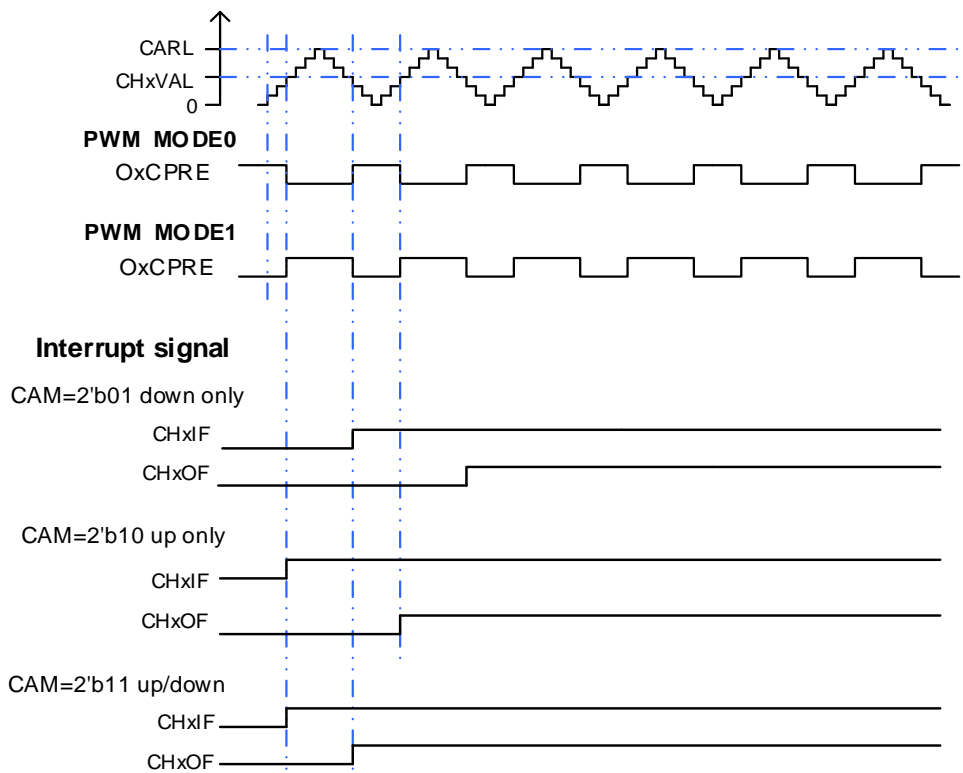 CARL
CHxVAL
0
PWM MODE0
OxCPRE
PWM MODE1
OxCPRE
Interrupt signal
CAM=2'b01 down only
CHxIF
CHxOF
CAM=2'b10 up only
CHxIF
CHxOF
CAM=2'b11 up/down
CHxIF
CHxOF